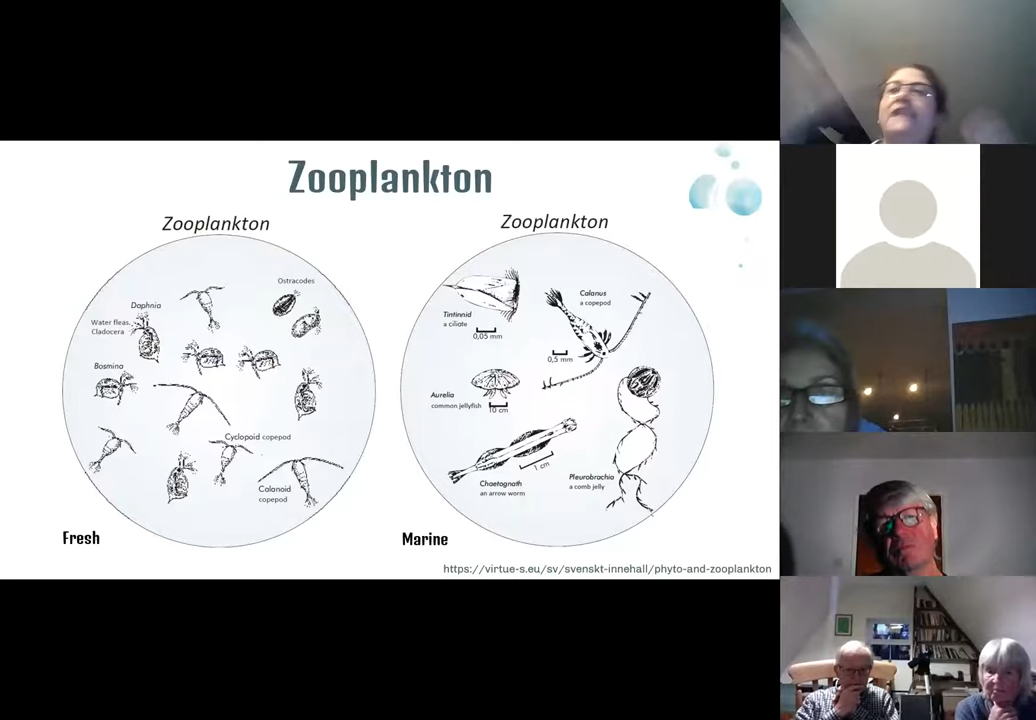 Zooplankton
Zooplankton
Daphnia
Water fleas,
Cladocera
Ostracodes
Bosmina
Cyclopoid copepod
Calanoid
copepod
Fresh
Zooplankton
Tintinnid
a ciliate
0,05 mm
Calanus
a copepod
0,5 mm
Aurelia
common jellyfish
10 cm
Chaetognath
an arrow worm
1 cm
Pleurobrachia
a comb jelly
Marine
https://virtue-s.eu/sv/svenskt-innehall/phyto-and-zooplankton